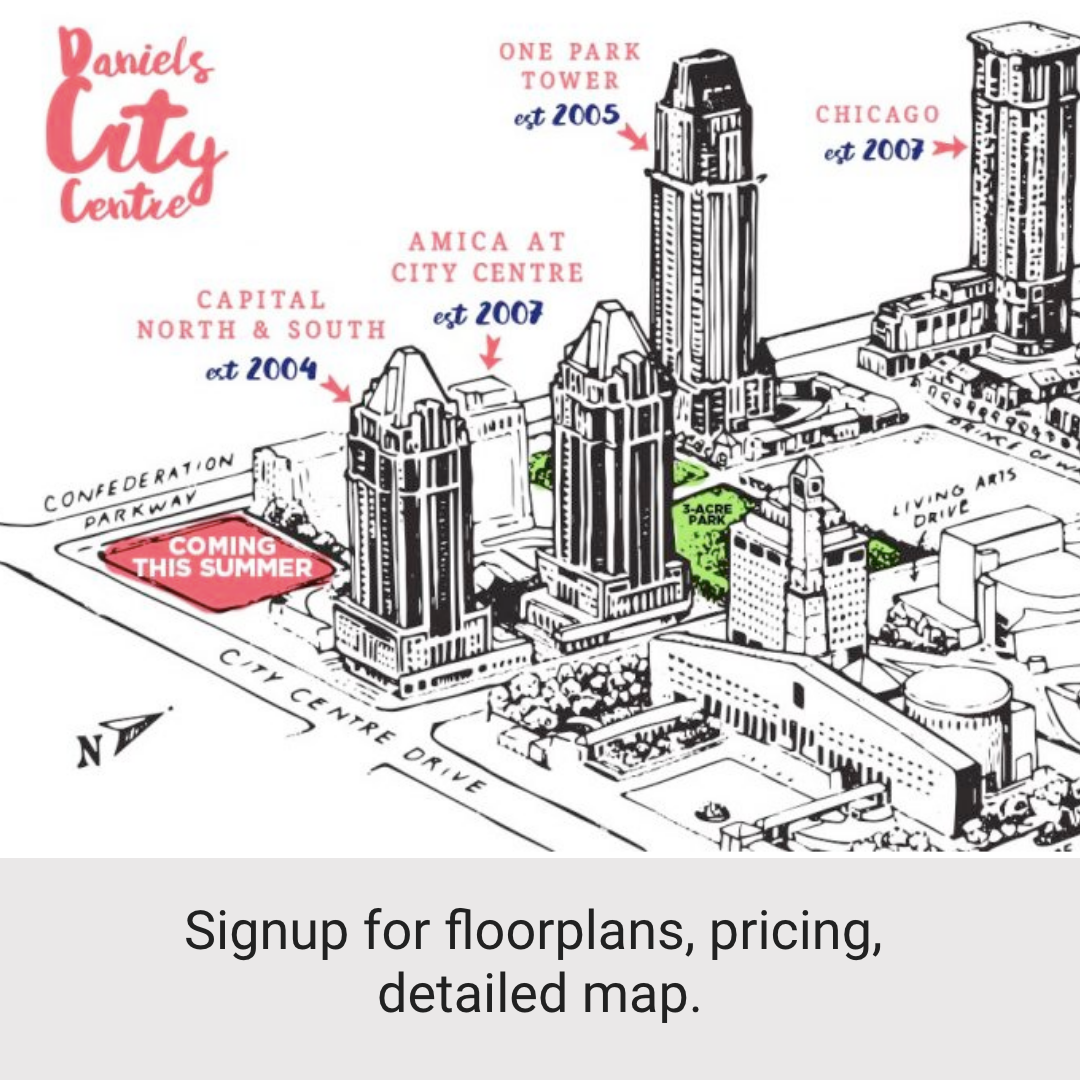 Daniels
City
Centre
ONE PARK
TOWER
est 2005
CHICAGO
est 2007
AMICA AT
CITY CENTRE
est 2007
CAPITAL
NORTH & SOUTH
est 2004
CONFEDERATION
PARKWAY
COMING
THIS SUMMER
3-ACRE
PARK
PRINCE OF
LIVING ARTS
DRIVE
CITY CENTRE DRIVE
N
Signup for floorplans, pricing,
detailed map.